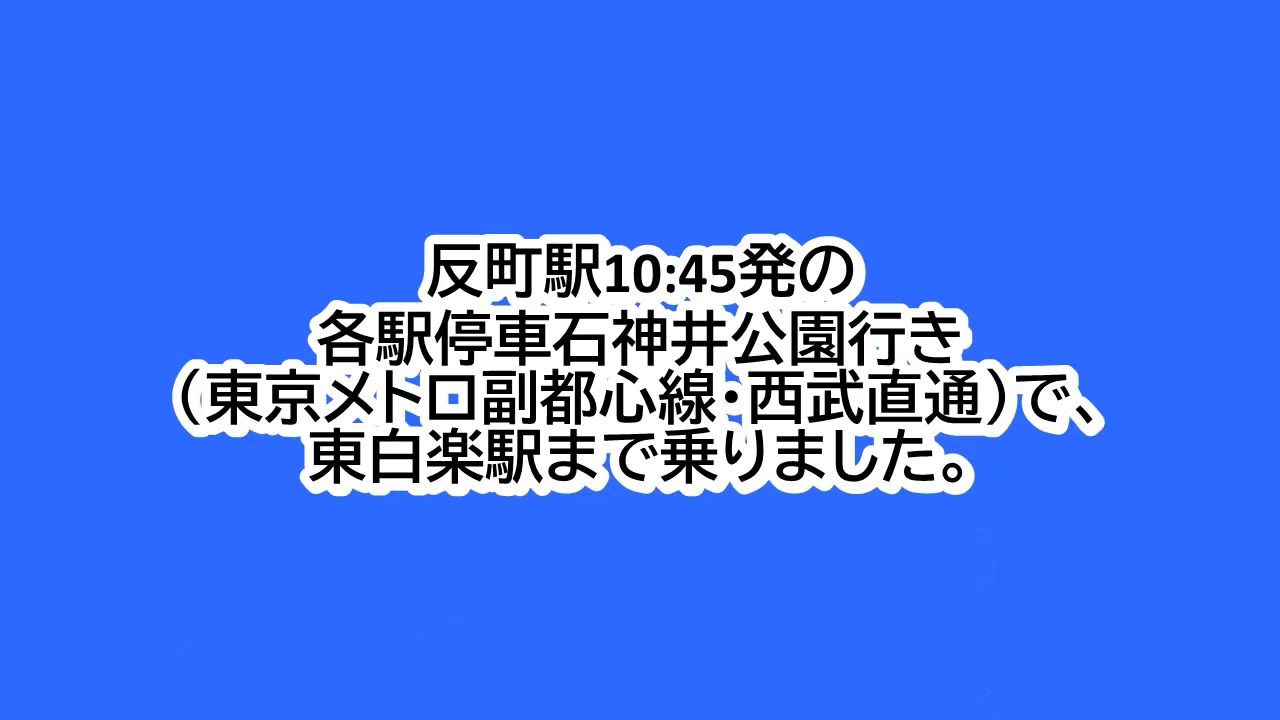 反町駅10:45発の
各駅停車石神井公園行き
（東京メトロ副都心線・西武直通）で、
東白楽駅まで乗りました。